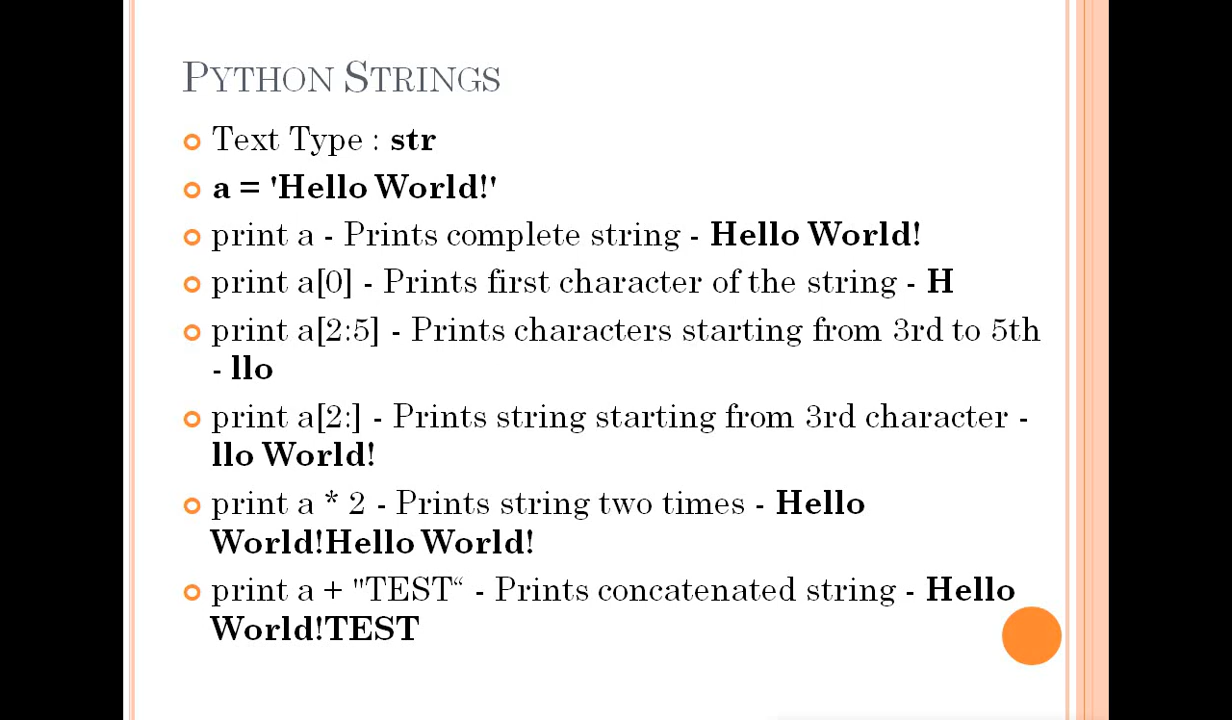 PYTHON STRINGS
Text Type : str
a = 'Hello World!'
print a - Prints complete string - Hello World!
print a[0] - Prints first character of the string - H
print a[2:5] - Prints characters starting from 3rd to 5th
- llo
print a[2:] - Prints string starting from 3rd character -
llo World!
print a * 2 - Prints string two times - Hello
World!Hello World!
print a + "TEST“ - Prints concatenated string - Hello
World!TEST